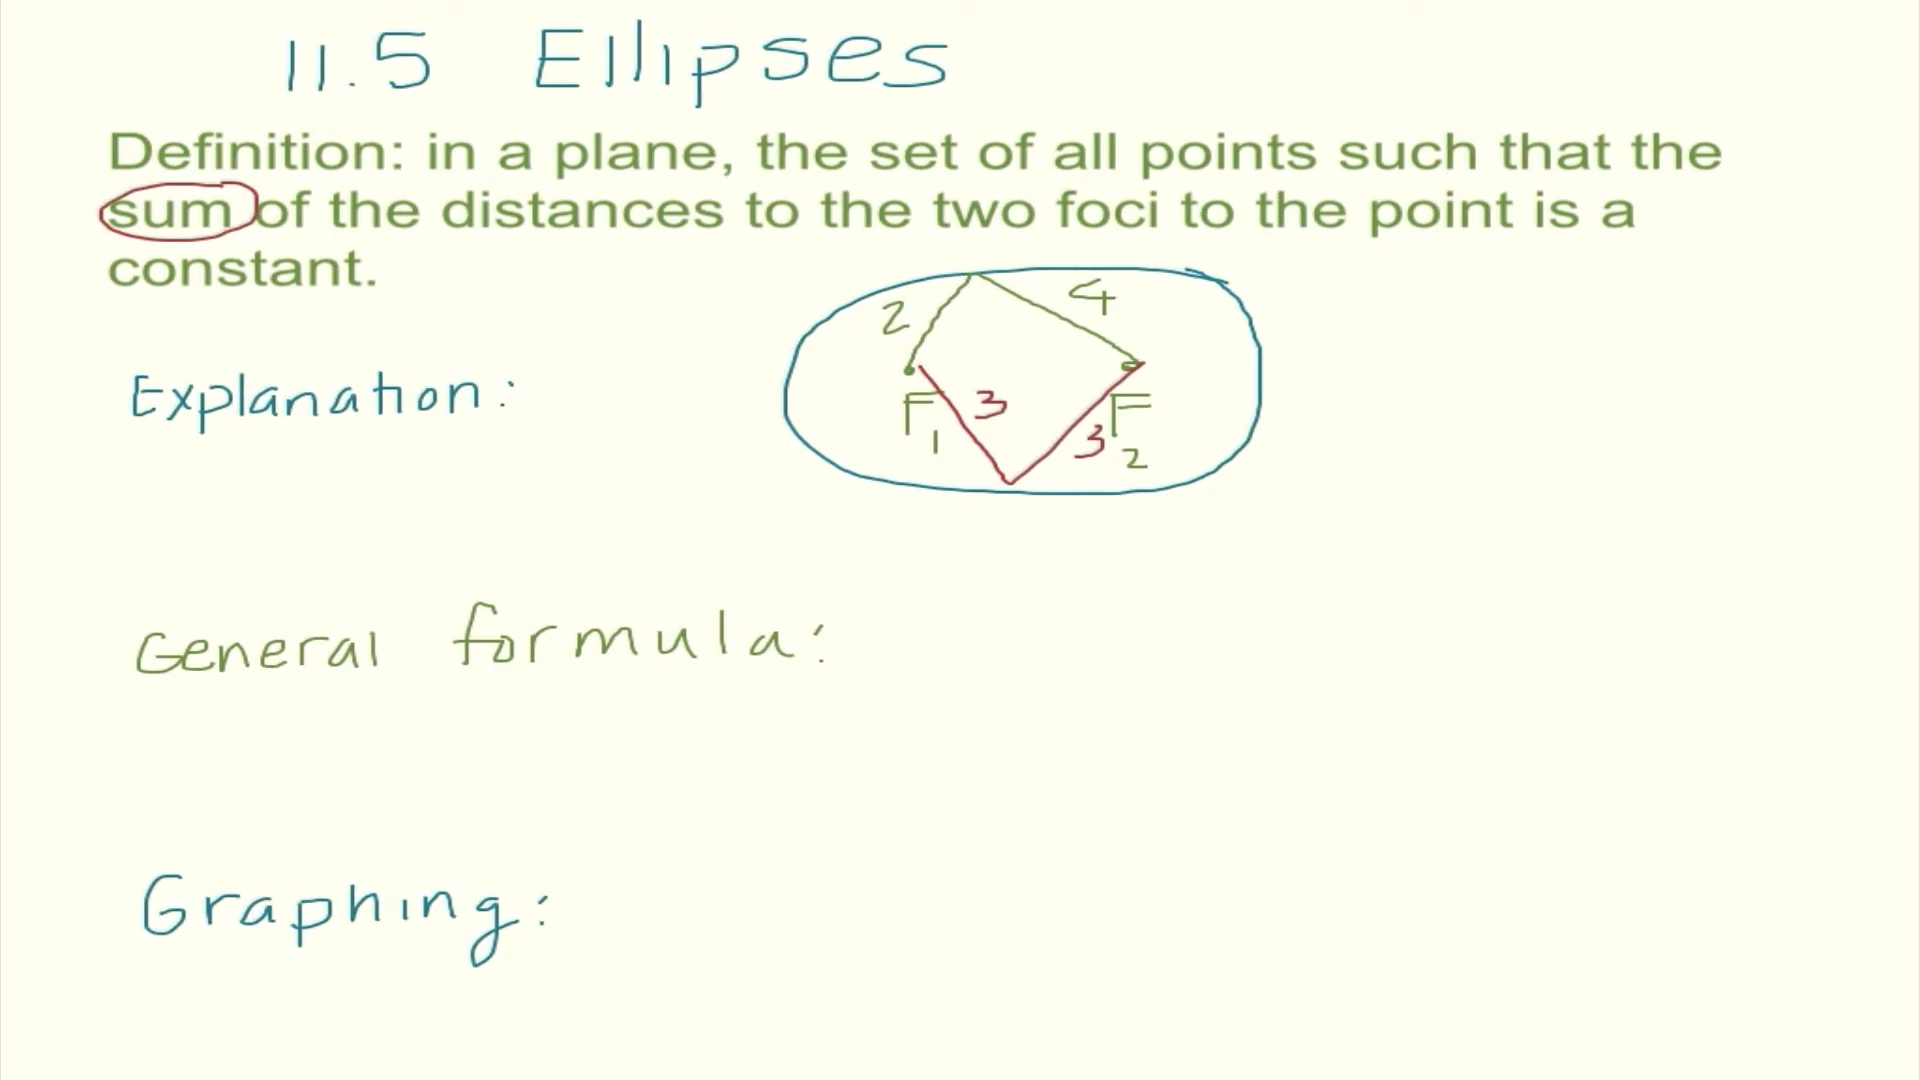 11.5 Ellipses
Definition: in a plane, the set of all points such that the
sum of the distances to the two foci to the point is a
constant.
2 4
Explanation:
F1 3 3 F2
General formula:
Graphing: